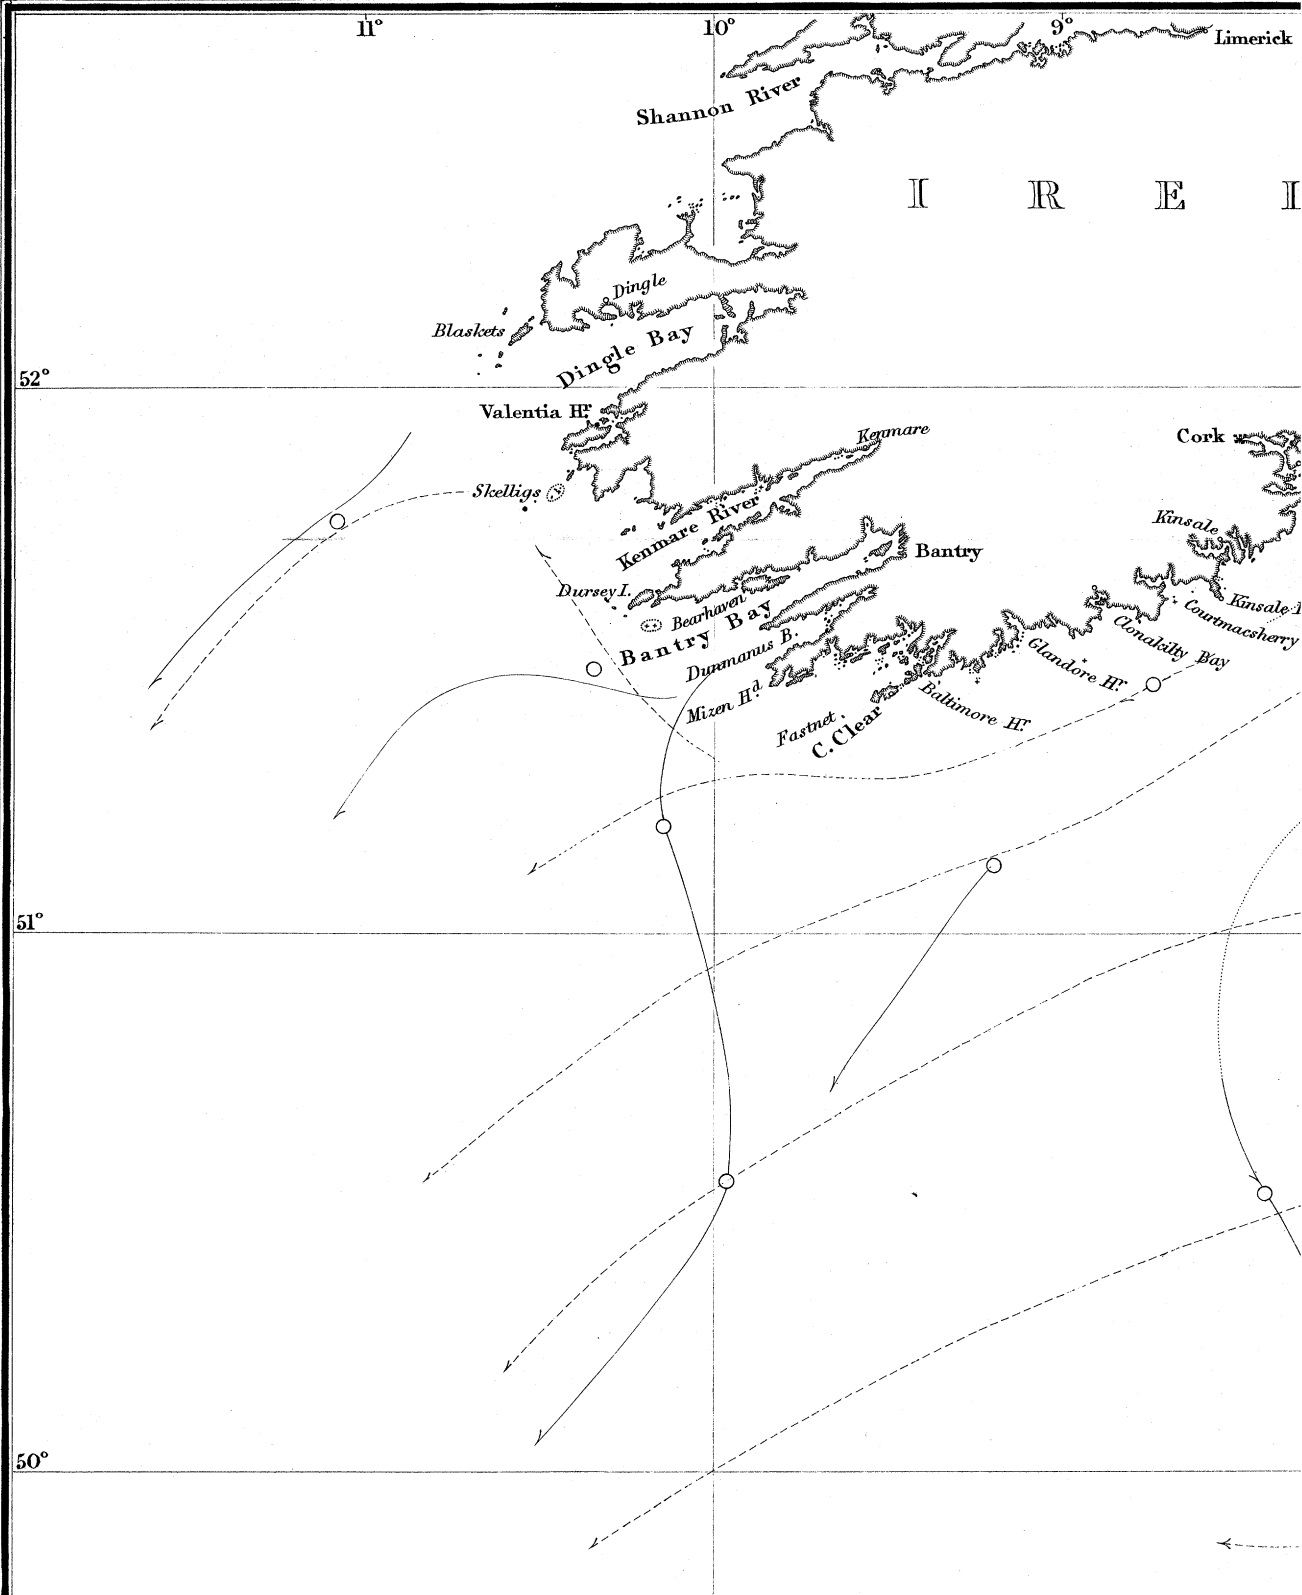 11°
10°
9°
Limerick
Shannon River
I R E
Dingle
Blaskets
Dingle Bay
52°
Valentia Hr.
Kenmare
Cork
Skelligs
Kenmare River
Kinsale
Bantry
Dursey I.
Bearhaven
Kinsale
Courtmacsherry
Bantry Bay
Clonakilty Bay
Dunmanus B.
Glandore Hr.
Mizen Hd.
Baltimore Hr.
Fastnet
C. Clear
51°
50°